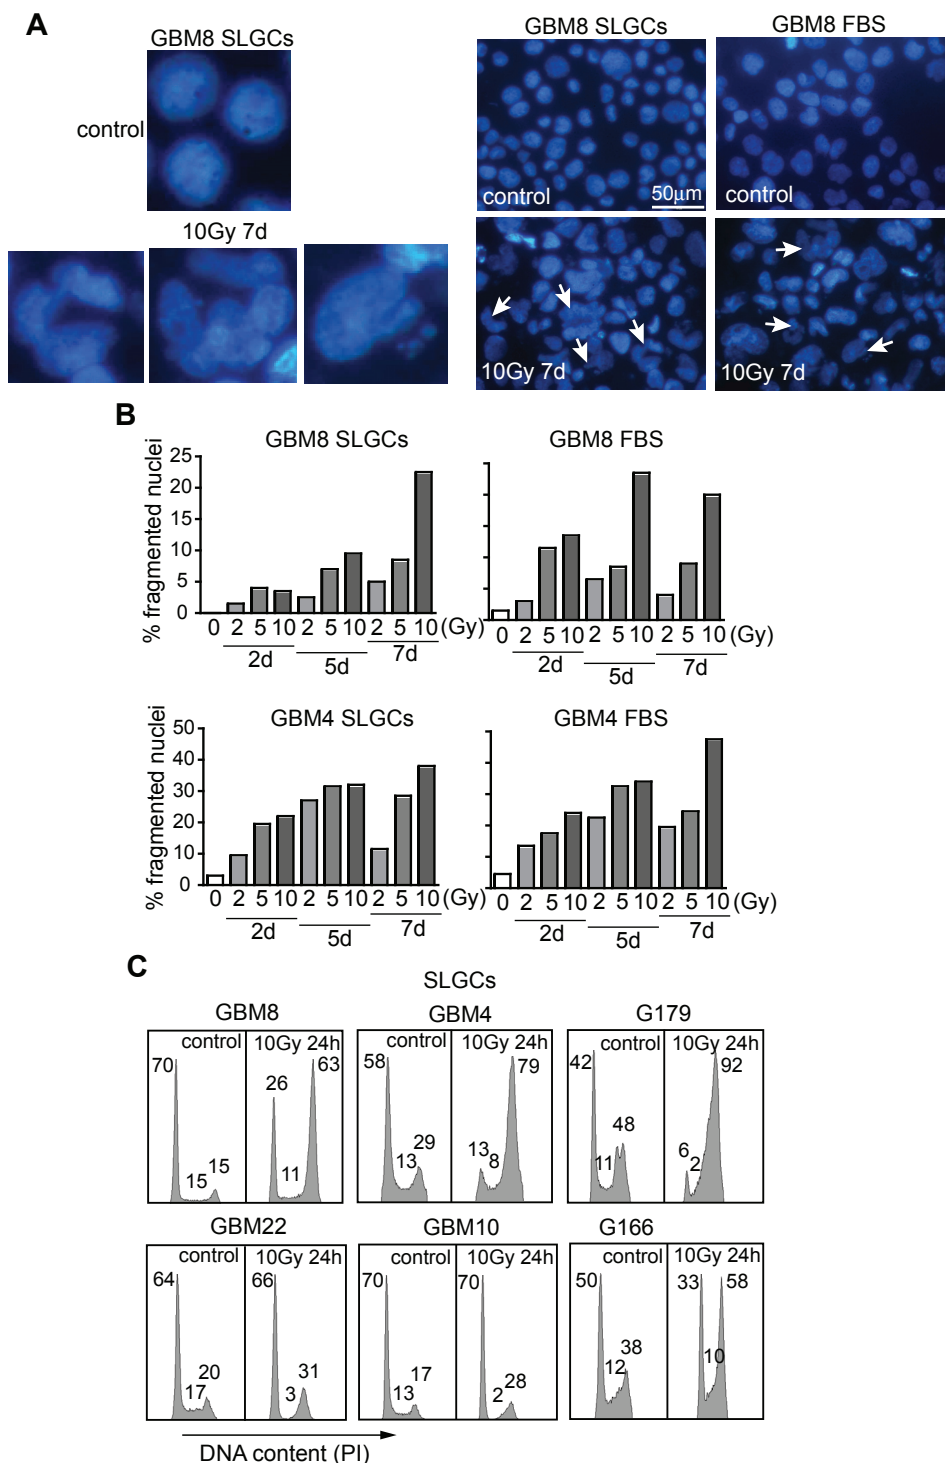 A
GBM8 SLGCs
control
10Gy 7d
GBM8 SLGCs
GBM8 FBS
control
50μm
control
10Gy 7d
10Gy 7d
B
GBM8 SLGCs
GBM8 FBS
% fragmented nuclei
25
20
15
10
5
0
0 2 5 10 2 5 10 2 5 10 (Gy)
2d 5d 7d
0 2 5 10 2 5 10 2 5 10 (Gy)
2d 5d 7d
GBM4 SLGCs
GBM4 FBS
% fragmented nuclei
50
40
30
20
10
0
0 2 5 10 2 5 10 2 5 10 (Gy)
2d 5d 7d
0 2 5 10 2 5 10 2 5 10 (Gy)
2d 5d 7d
C
SLGCs
GBM8
control
70
15
15
10Gy 24h
26
11
63
GBM4
control
58
13
29
10Gy 24h
13
8
79
G179
control
42
11
48
10Gy 24h
6
2
92
GBM22
control
64
17
20
10Gy 24h
66
3
31
GBM10
control
70
13
17
10Gy 24h
70
2
28
G166
control
50
12
38
10Gy 24h
33
10
58
DNA content (PI)